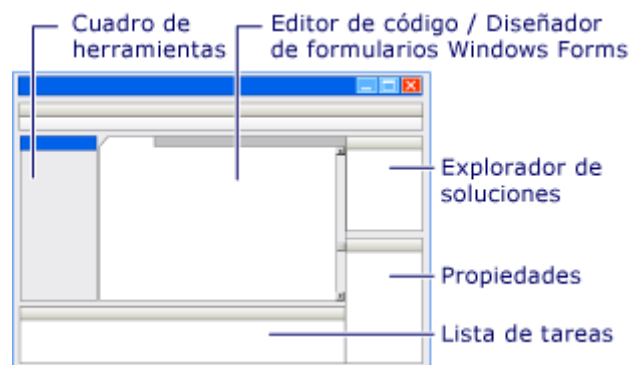 Cuadro de
herramientas
Editor de código / Diseñador
de formularios Windows Forms
Explorador de
soluciones
Propiedades
Lista de tareas